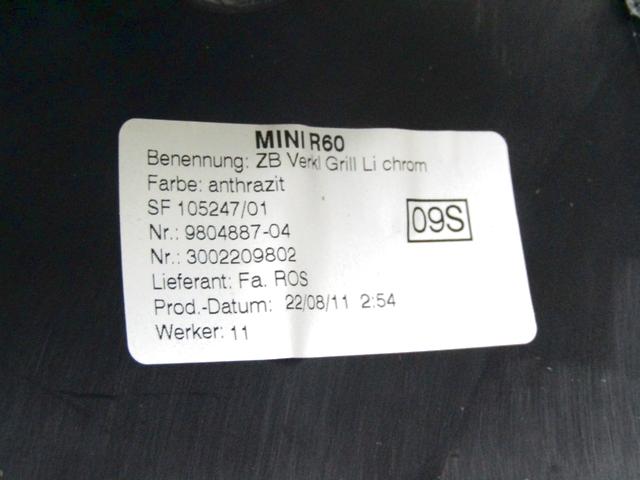 MINI R60
Benennung: ZB Verkl Grill Li chrom
Farbe: anthrazit
SF 105247/01
09S
Nr.: 9804887-04
Nr.: 3002209802
Lieferant: Fa. ROS
Prod.-Datum: 22/08/11 2:54
Werker: 11